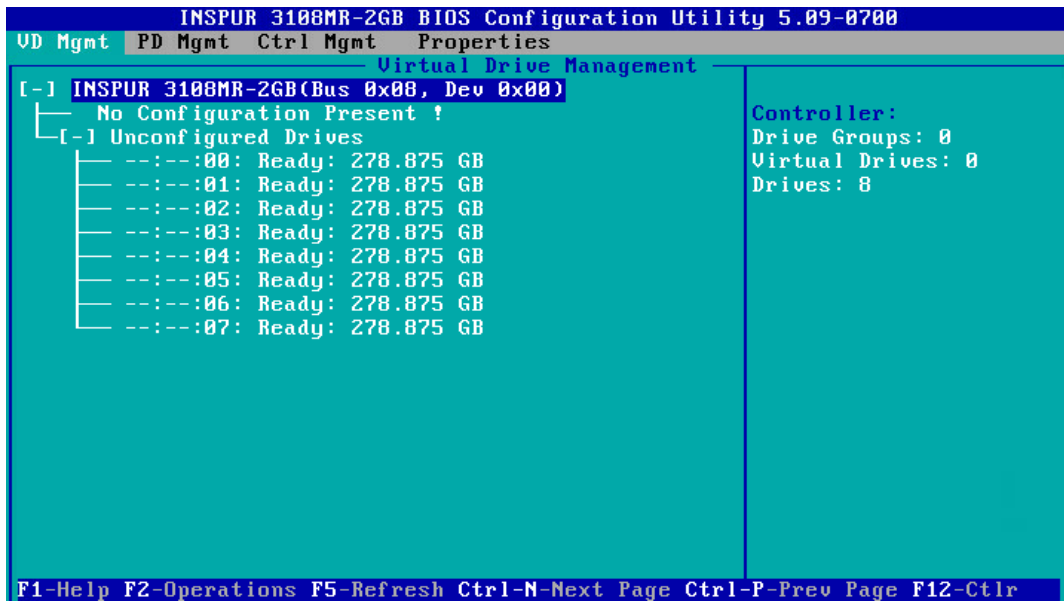 INSPUR 3108MR-2GB BIOS Configuration Utility 5.09-0700
VD Mgmt PD Mgmt Ctrl Mgmt Properties
Virtual Drive Management
[-] INSPUR 3108MR-2GB(Bus 0x08, Dev 0x00)
No Configuration Present !
[-] Unconfigured Drives
--:--:00: Ready: 278.875 GB
--:--:01: Ready: 278.875 GB
--:--:02: Ready: 278.875 GB
--:--:03: Ready: 278.875 GB
--:--:04: Ready: 278.875 GB
--:--:05: Ready: 278.875 GB
--:--:06: Ready: 278.875 GB
--:--:07: Ready: 278.875 GB
Controller:
Drive Groups: 0
Virtual Drives: 0
Drives: 8
F1-Help F2-Operations F5-Refresh Ctrl-N-Next Page Ctrl-P-Prev Page F12-Ctlr